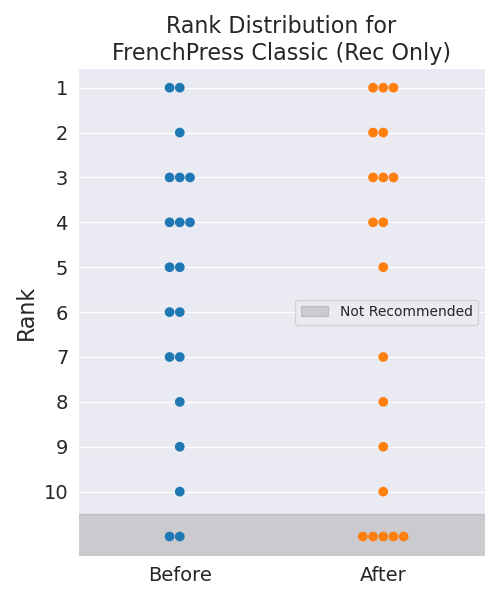 Rank Distribution for
FrenchPress Classic (Rec Only)
Rank
1
2
3
4
5
6
7
8
9
10
Not Recommended
Before
After